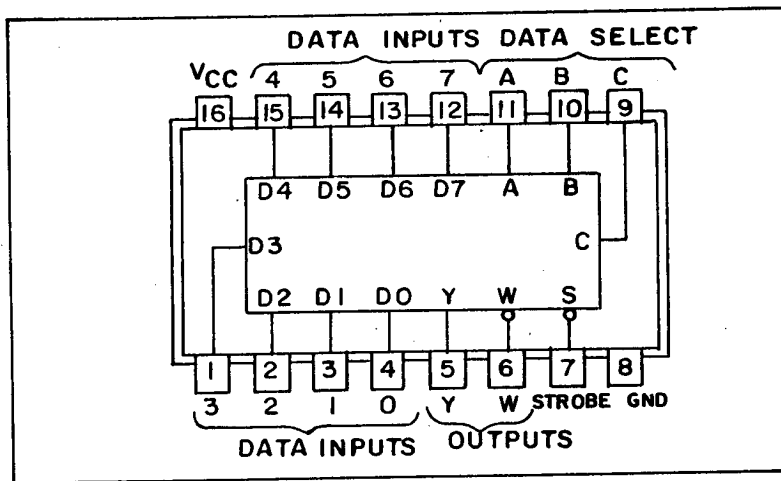 DATA INPUTS DATA SELECT
VCC 4 5 6 7 A B C
16 15 14 13 12 11 10 9
D4 D5 D6 D7 A B
D3 C
D2 D1 D0 Y W S
1 2 3 4 5 6 7 8
3 2 1 0 Y W STROBE GND
DATA INPUTS OUTPUTS